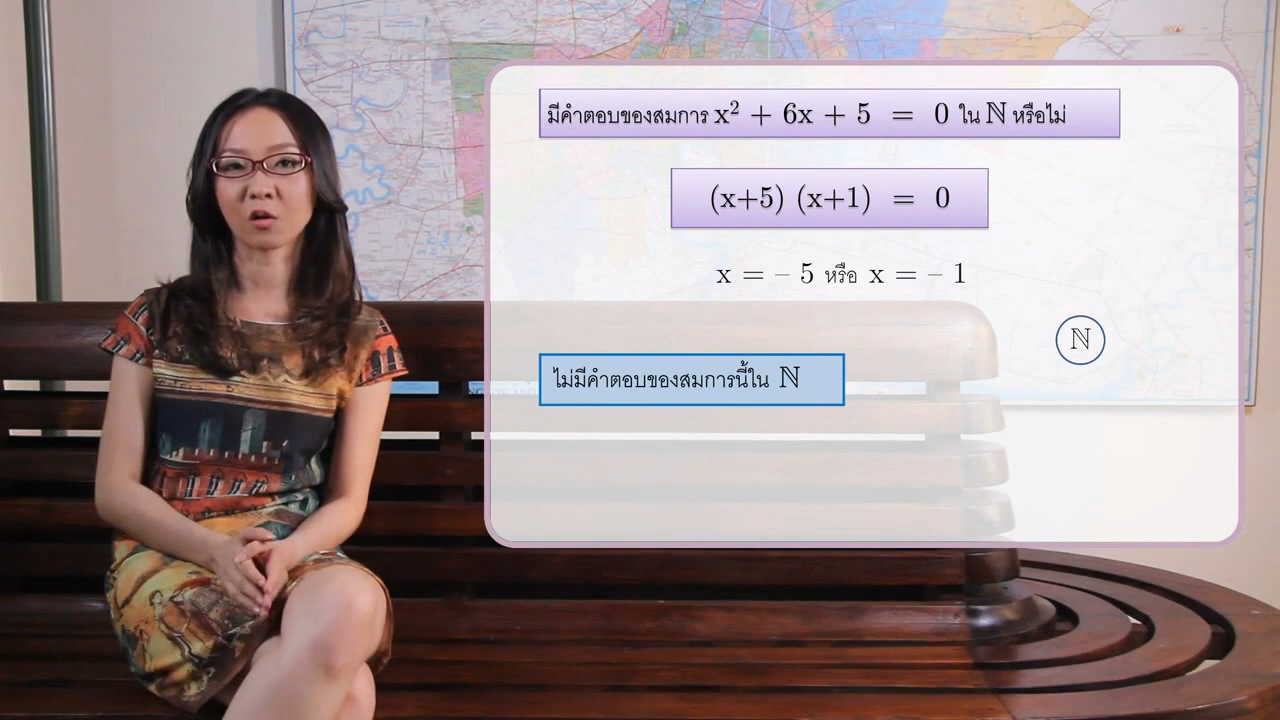 มีคำตอบของสมการ x² + 6x + 5 = 0 ใน ℕ หรือไม่
(x+5) (x+1) = 0
x = – 5 หรือ x = – 1
ℕ
ไม่มีคำตอบของสมการนี้ใน ℕ